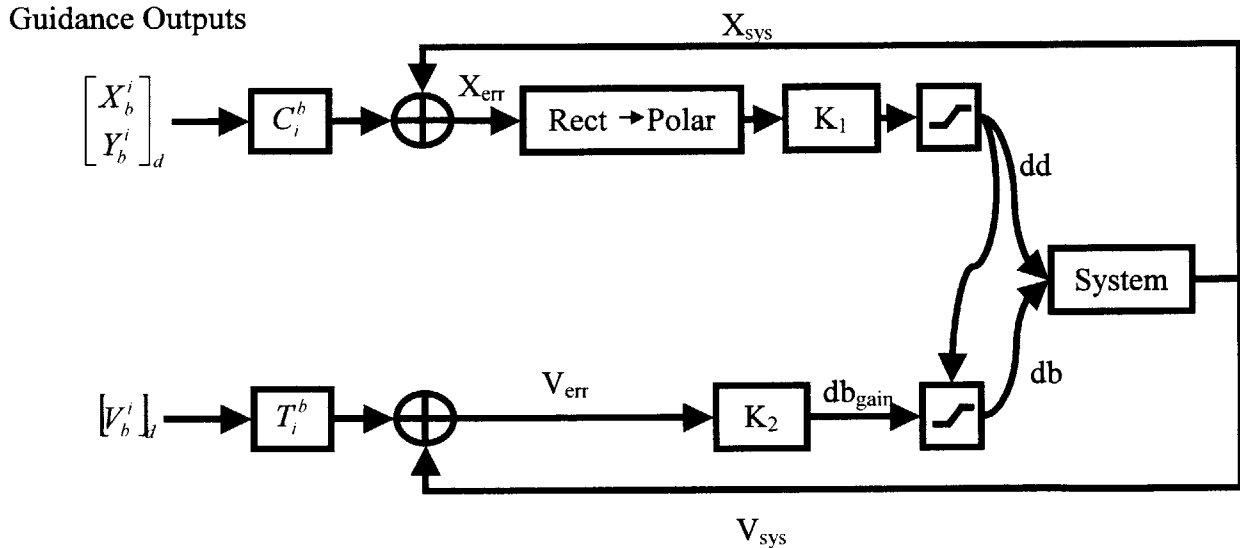 Guidance Outputs
X_sys
[X_b^i
Y_b^i]_d
C_i^b
X_err
Rect →Polar
K_1
dd
System
[V_b^i]_d
T_i^b
V_err
K_2
db_gain
db
V_sys